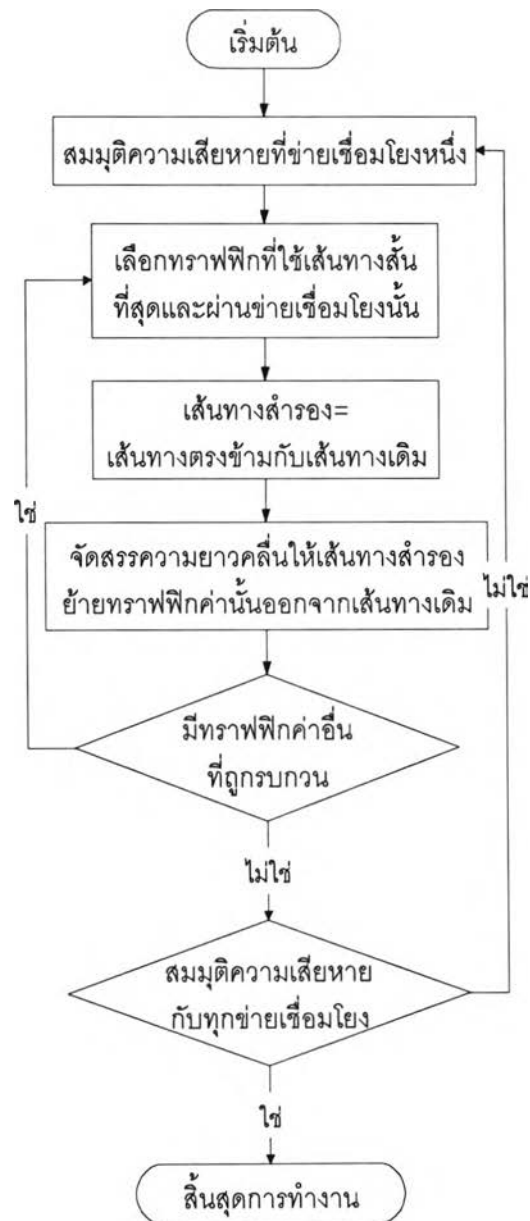 เริ่มต้น
สมมุติความเสียหายที่ข่ายเชื่อมโยงหนึ่ง
เลือกทราฟฟิกที่ใช้เส้นทางสั้น
ที่สุดและผ่านข่ายเชื่อมโยงนั้น
เส้นทางสำรอง=
เส้นทางตรงข้ามกับเส้นทางเดิม
ใช่
จัดสรรความยาวคลื่นให้เส้นทางสำรอง
ย้ายทราฟฟิกค่านั้นออกจากเส้นทางเดิม
ไม่ใช่
มีทราฟฟิกค่าอื่น
ที่ถูกรบกวน
ไม่ใช่
สมมุติความเสียหาย
กับทุกข่ายเชื่อมโยง
ใช่
สิ้นสุดการทำงาน